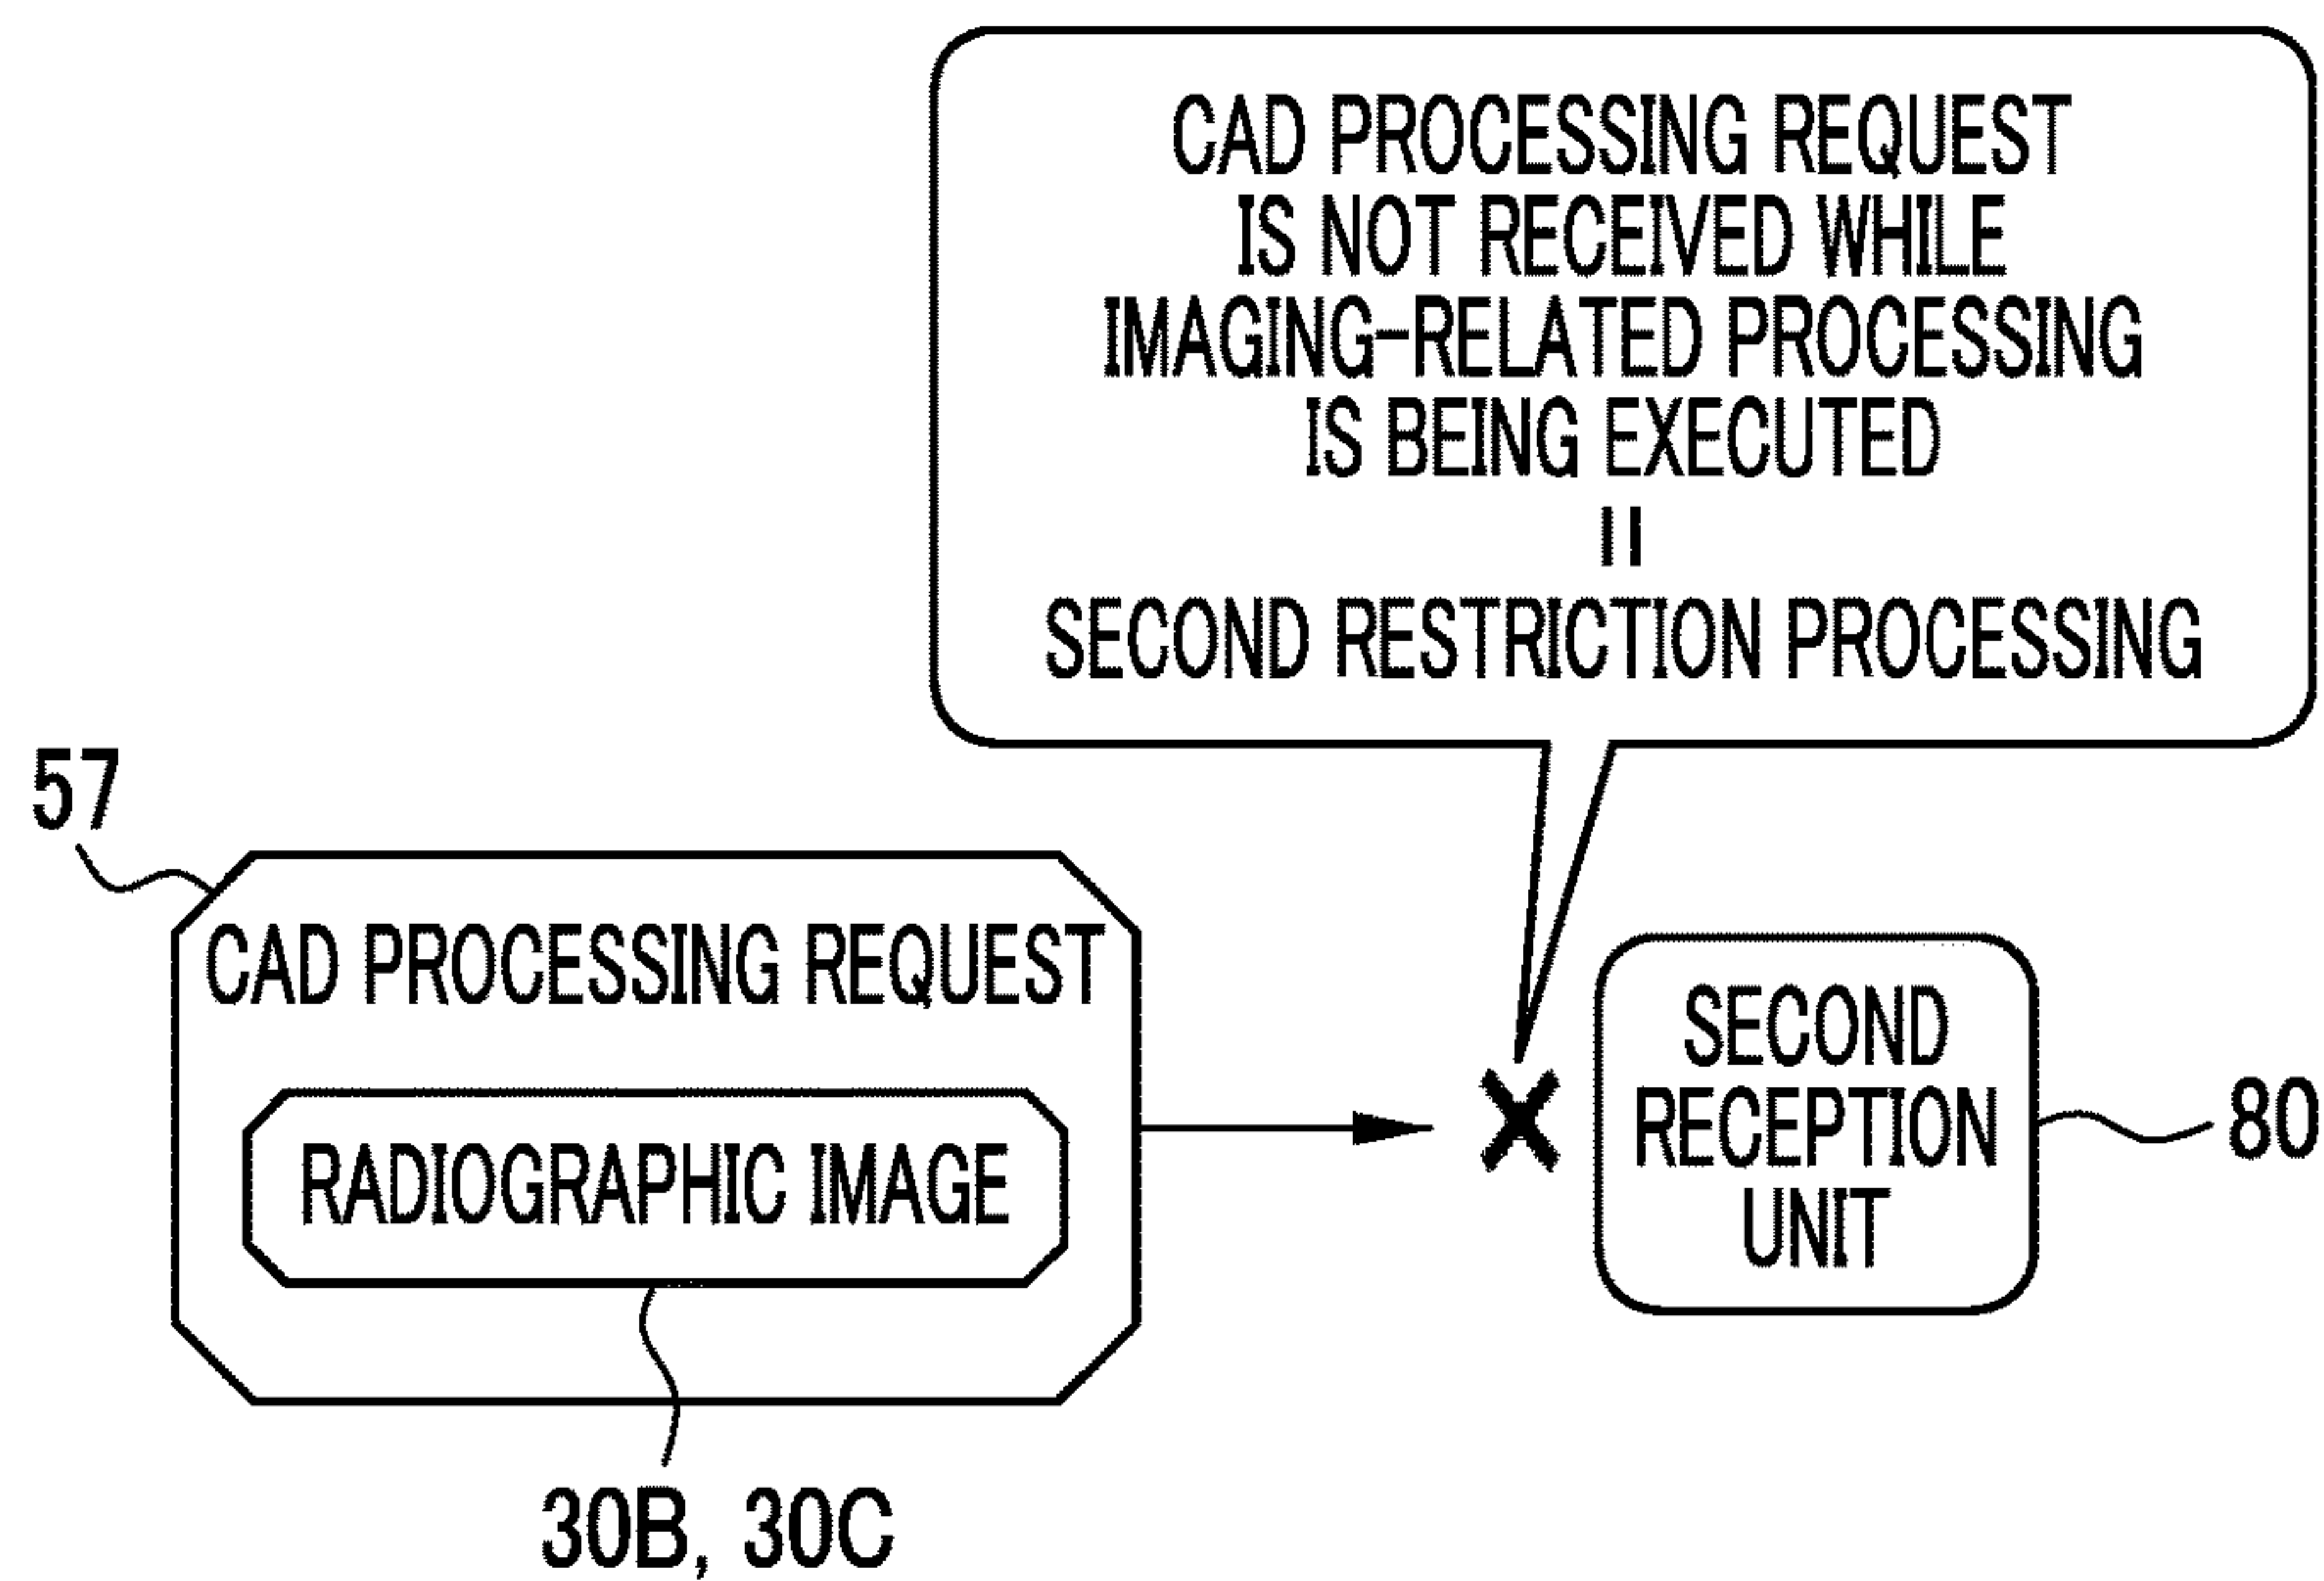 CAD PROCESSING REQUEST
IS NOT RECEIVED WHILE
IMAGING-RELATED PROCESSING
IS BEING EXECUTED
=
SECOND RESTRICTION PROCESSING
57
CAD PROCESSING REQUEST
RADIOGRAPHIC IMAGE
30B, 30C
SECOND
RECEPTION
UNIT
80